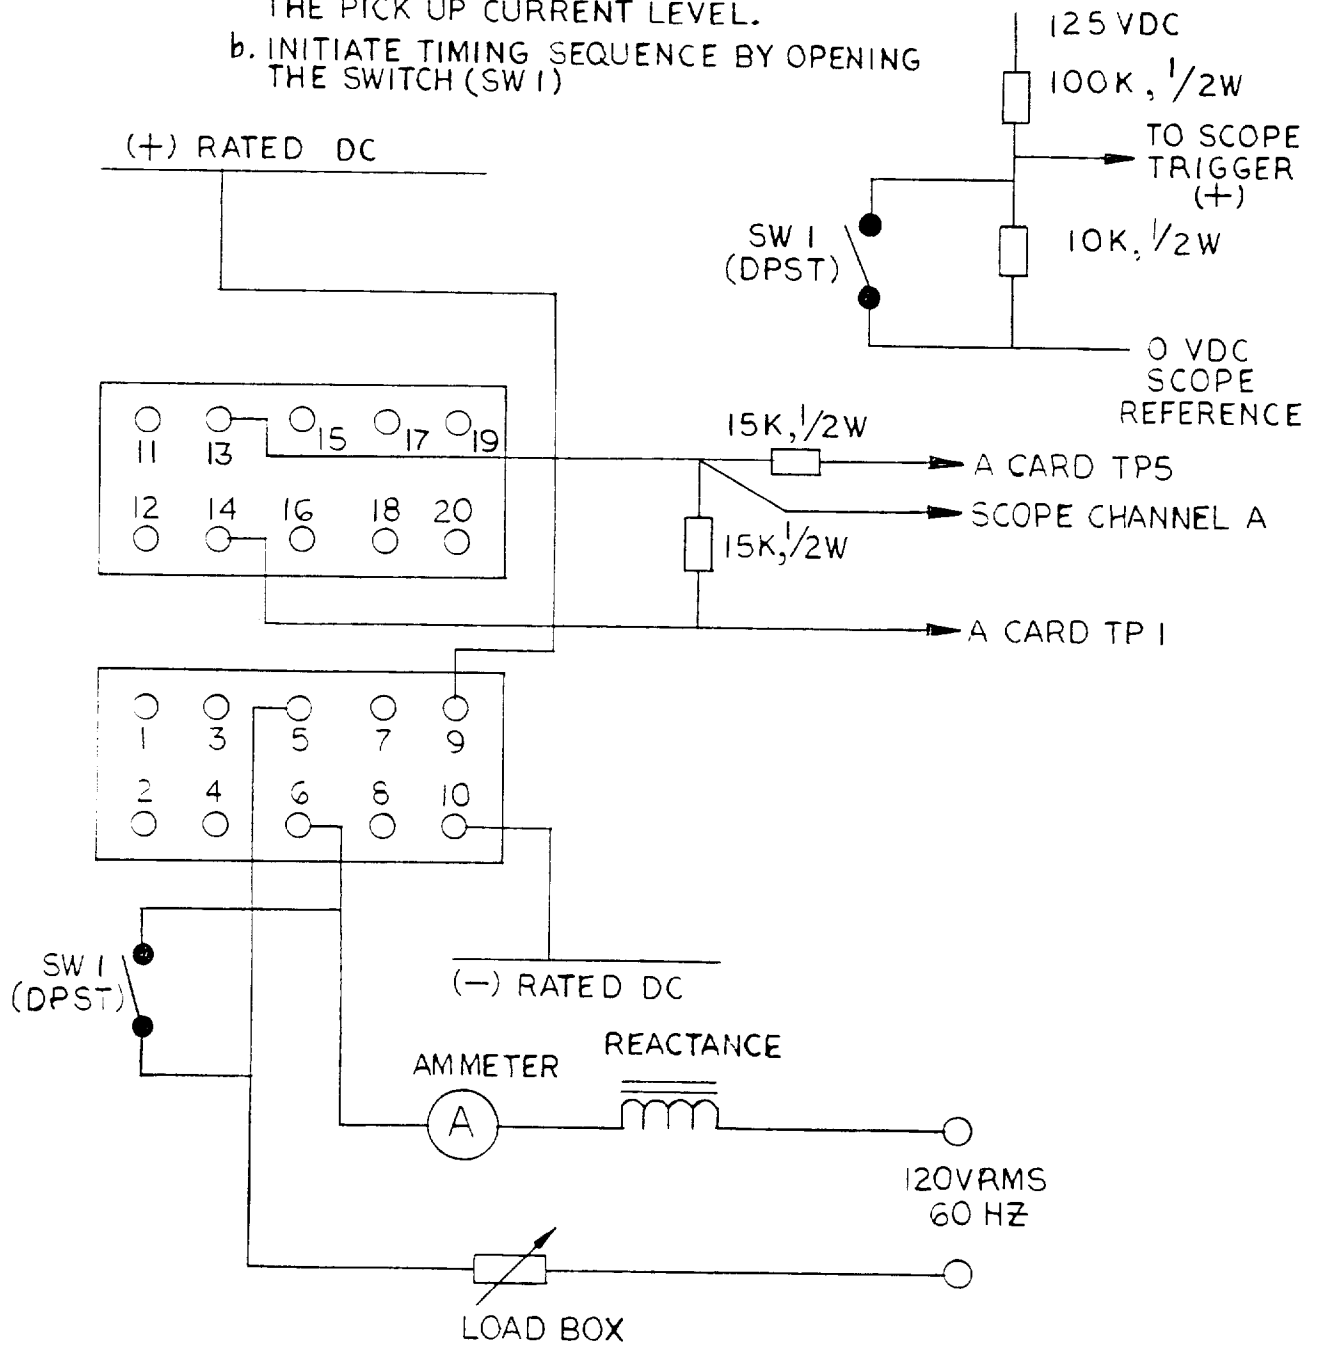 THE PICK UP CURRENT LEVEL.
b. INITIATE TIMING SEQUENCE BY OPENING
THE SWITCH (SW 1)
125 VDC
100K, 1/2W
TO SCOPE
TRIGGER
(+)
(+) RATED DC
SW 1
(DPST)
10K, 1/2W
0 VDC
SCOPE
REFERENCE
11 13 15 17 19
12 14 16 18 20
15K, 1/2W
A CARD TP5
SCOPE CHANNEL A
15K, 1/2W
A CARD TP 1
1 3 5 7 9
2 4 6 8 10
SW 1
(DPST)
(-) RATED DC
AMMETER
A
REACTANCE
120VRMS
60 HZ
LOAD BOX